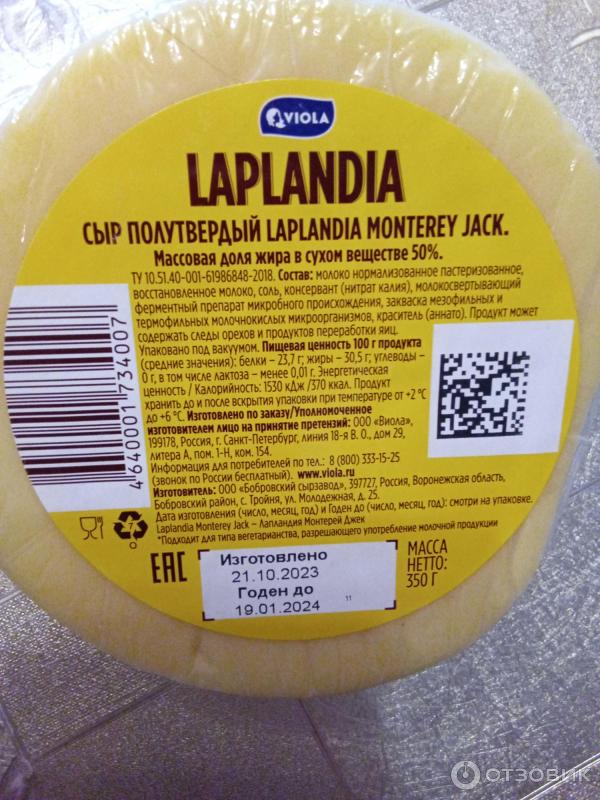 VIOLA
LAPLANDIA
СЫР ПОЛУТВЕРДЫЙ LAPLANDIA MONTEREY JACK.
Массовая доля жира в сухом веществе 50%.
ТУ 10.51.40-001-61986848-2018. Состав: молоко нормализованное пастеризованное,
восстановленное молоко, соль, консервант (нитрат калия), молокосвертывающий
ферментный препарат микробного происхождения, закваска мезофильных и
термофильных молочнокислых микроорганизмов, краситель (аннато). Продукт может
содержать следы орехов и продуктов переработки яиц.
Упаковано под вакуумом. Пищевая ценность 100 г продукта
(средние значения): белки – 23,7 г; жиры – 30,5 г; углеводы –
0 г, в том числе лактоза – менее 0,01 г. Энергетическая
ценность / Калорийность: 1530 кДж /370 ккал. Продукт
хранить до и после вскрытия упаковки при температуре от +2 °C
до +6 °C. Изготовлено по заказу/Уполномоченное
изготовителем лицо на принятие претензий: ООО «Виола»,
199178, Россия, г. Санкт-Петербург, линия 18-я В. О., дом 29,
литера А, пом. 1-Н, ком. 154.
Информация для потребителей по тел.: 8 (800) 333-15-25
(звонок по России бесплатный). www.viola.ru
Изготовитель: ООО «Бобровский сырзавод», 397727, Россия, Воронежская область,
Бобровский район, с. Тройня, ул. Молодежная, д. 25.
Дата изготовления (число, месяц, год) и Годен до (число, месяц, год): смотри на упаковке.
Laplandia Monterey Jack – Лапландия Монтерей Джек
*Подходит для типа вегетарианства, разрешающего употребление молочной продукции
4640001734007
7
EAC
Изготовлено
21.10.2023
Годен до
19.01.2024
11
МАССА
НЕТТО:
350 Г
ОТЗОВИК